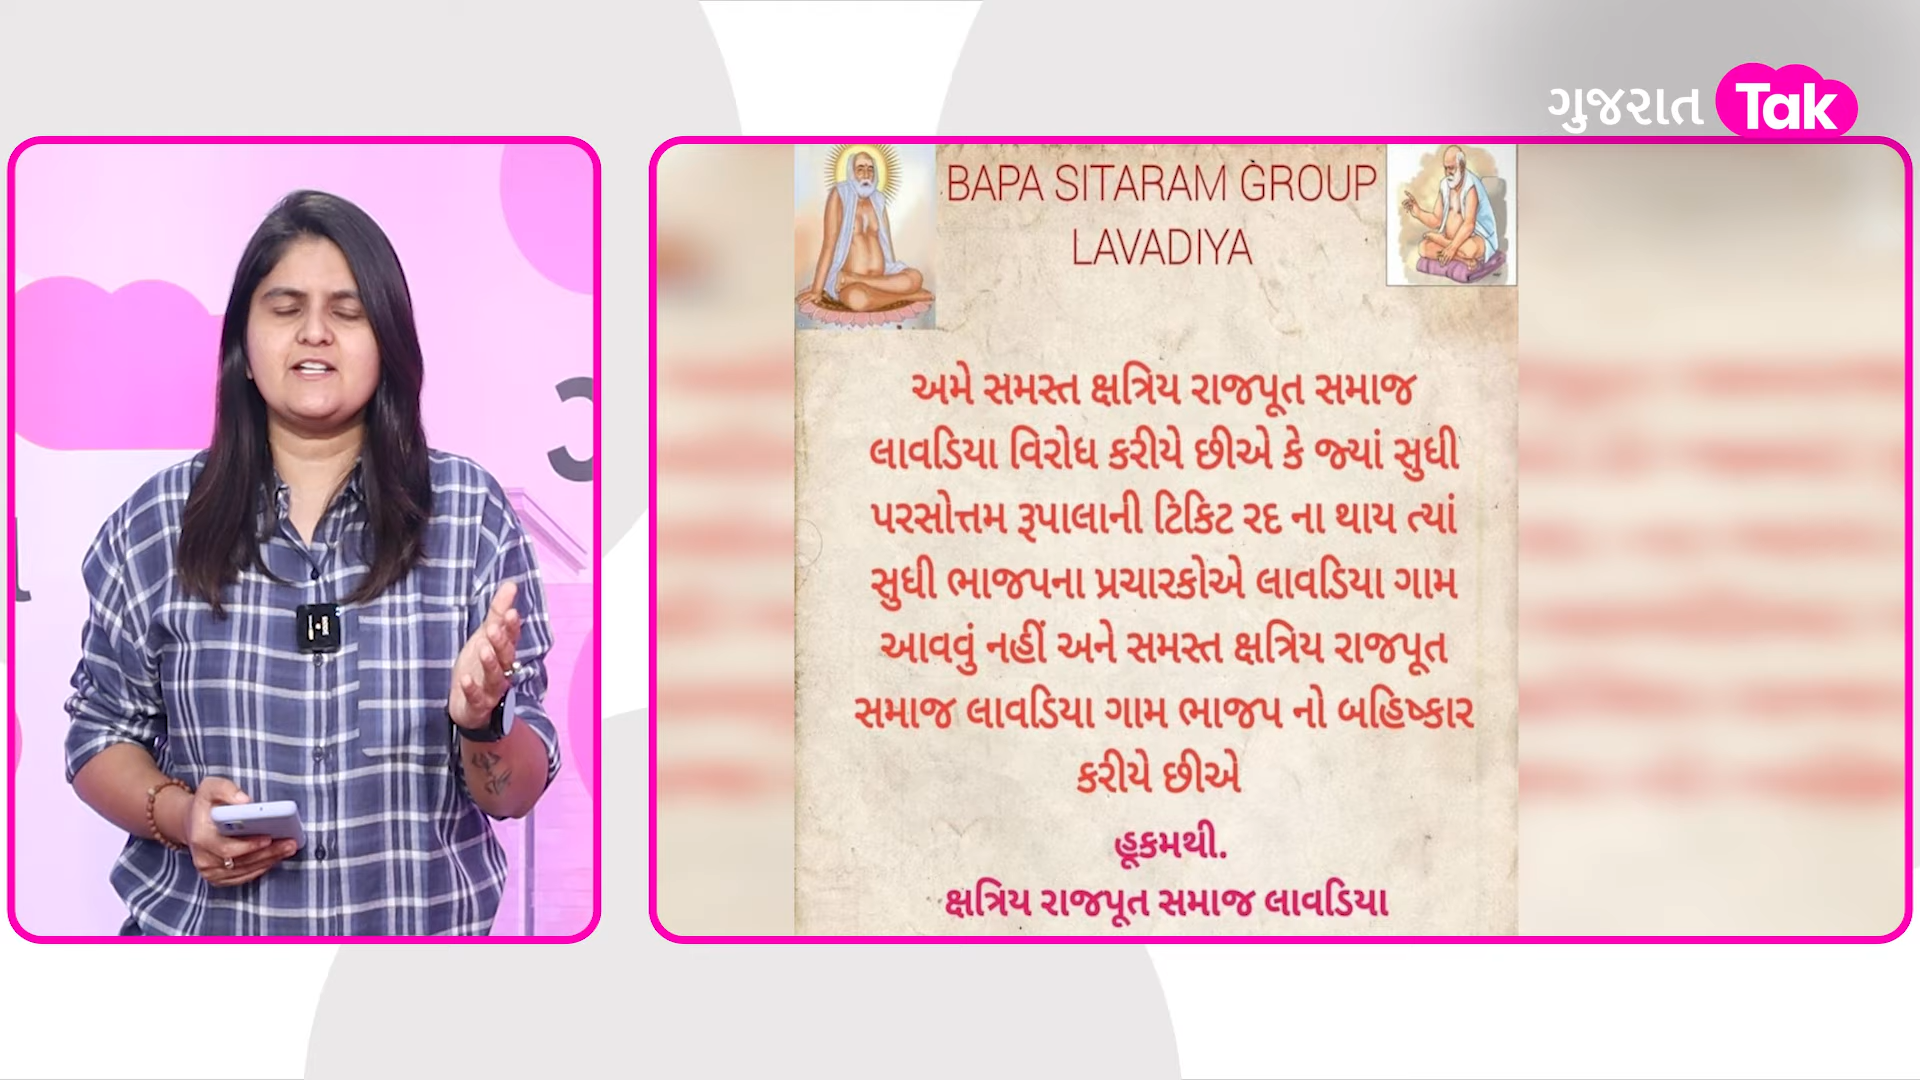 ગુજરાત Tak
BAPA SITARAM GROUP
LAVADIYA
અમે સમસ્ત ક્ષત્રિય રાજપૂત સમાજ
લાવડિયા વિરોધ કરીયે છીએ કે જ્યાં સુધી
પરસોત્તમ રૂપાલાની ટિકિટ રદ ના થાય ત્યાં
સુધી ભાજપના પ્રચારકોએ લાવડિયા ગામ
આવવું નહીં અને સમસ્ત ક્ષત્રિય રાજપૂત
સમાજ લાવડિયા ગામ ભાજપ નો બહિષ્કાર
કરીયે છીએ
હૂકમથી.
ક્ષત્રિય રાજપૂત સમાજ લાવડિયા